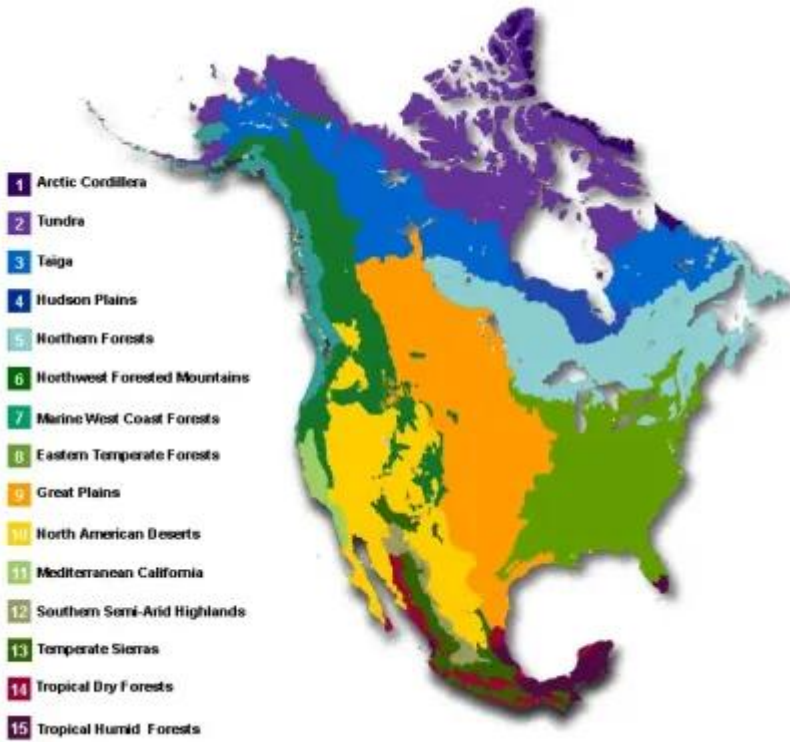 1 Arctic Cordillera
2 Tundra
3 Taiga
4 Hudson Plains
5 Northern Forests
6 Northwest Forested Mountains
7 Marine West Coast Forests
8 Eastern Temperate Forests
9 Great Plains
10 North American Deserts
11 Mediterranean California
12 Southern Semi-Arid Highlands
13 Temperate Sierras
14 Tropical Dry Forests
15 Tropical Humid Forests